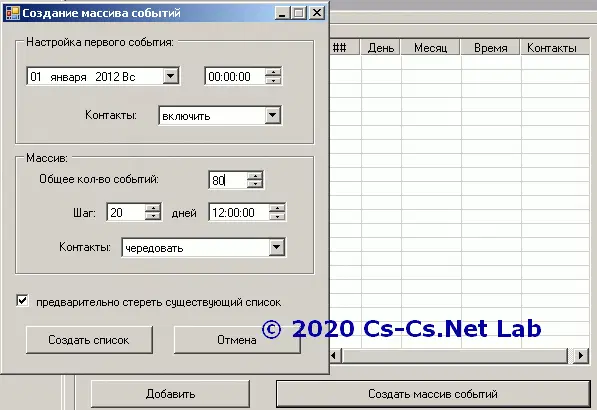 Создание массива событий
Настройка первого события:
01 января 2012 Вс 00:00:00
Контакты: включить
Массив:
Общее кол-во событий: 80
Шаг: 20 дней 12:00:00
Контакты: чередовать
предварительно стереть существующий список
Создать список Отмена
## День Месяц Время Контакты
© 2020 Cs-Cs.Net Lab
Добавить Создать массив событий